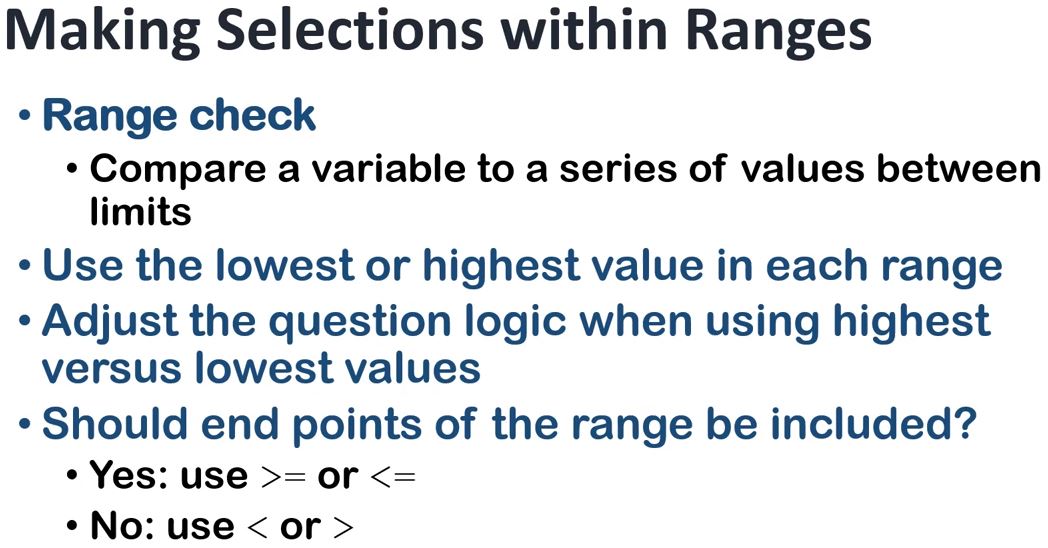 Making Selections within Ranges
• Range check
• Compare a variable to a series of values between
limits
• Use the lowest or highest value in each range
• Adjust the question logic when using highest
versus lowest values
• Should end points of the range be included?
• Yes: use >= or <=
• No: use < or >